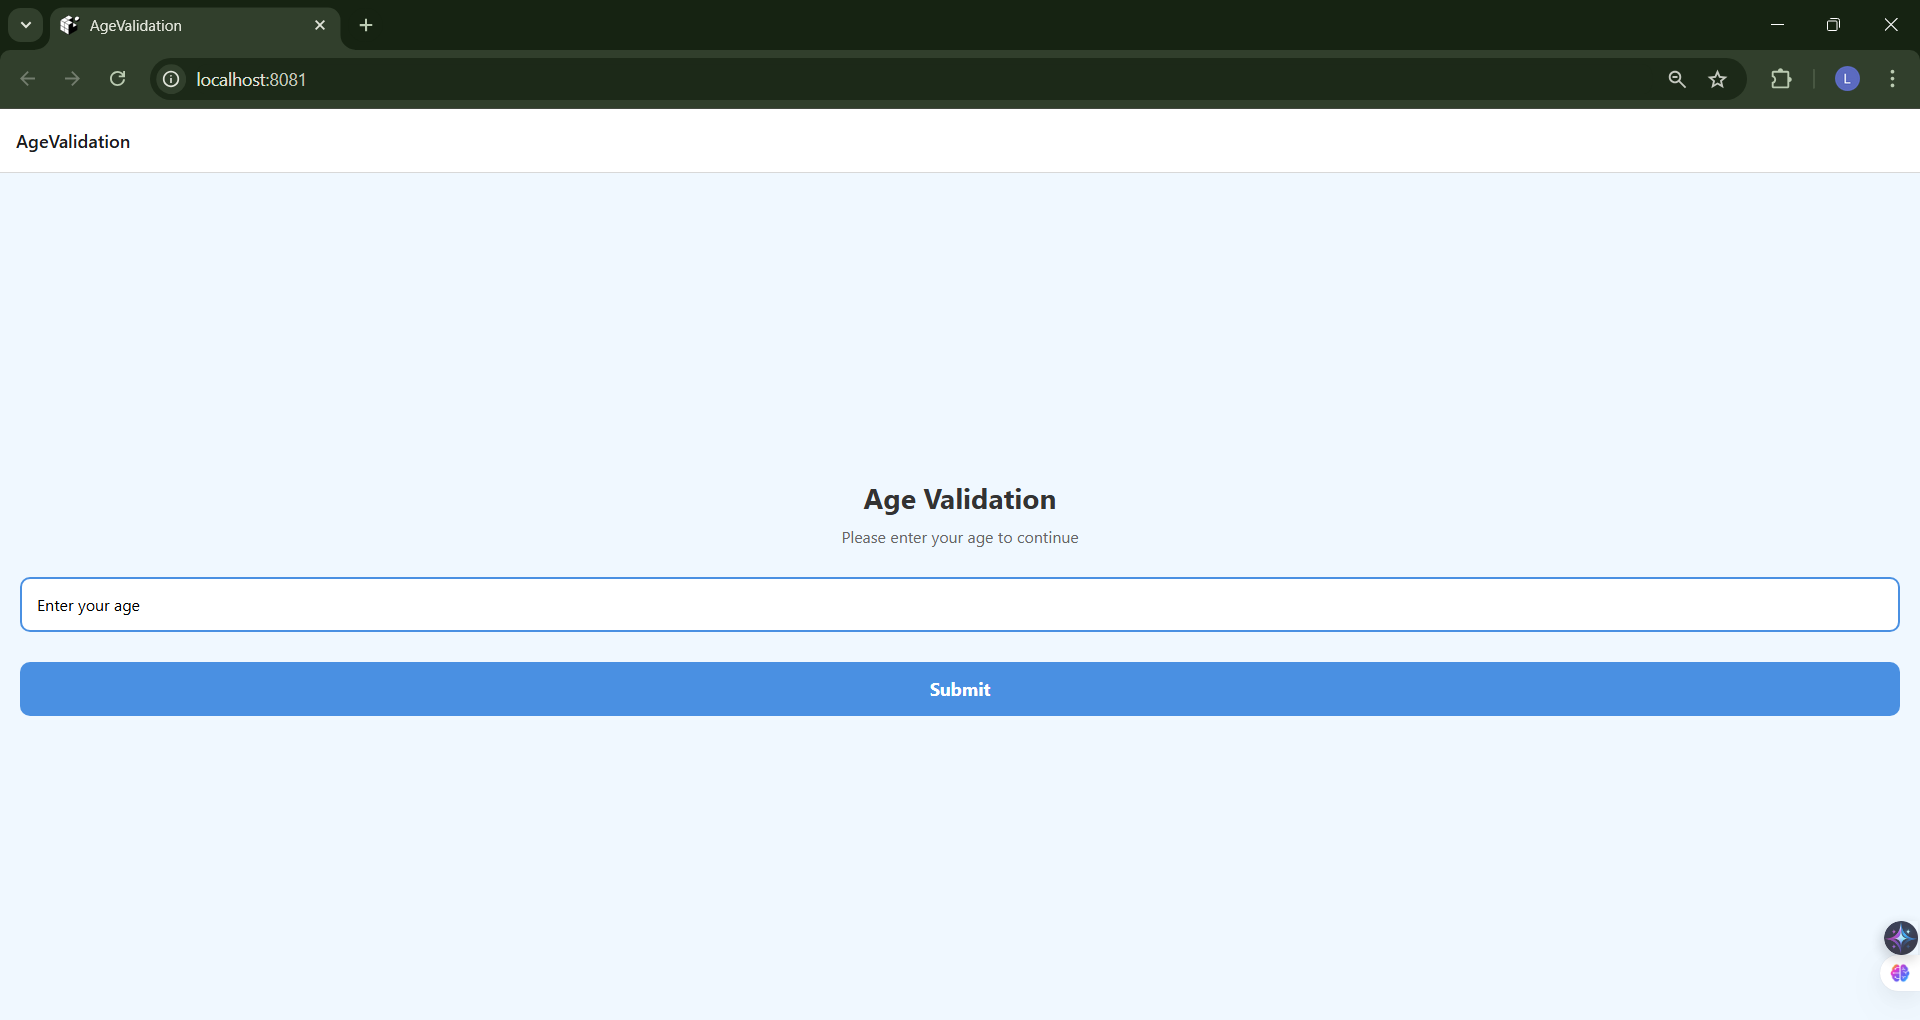 AgeValidation
localhost:8081
L
AgeValidation
Age Validation
Please enter your age to continue
Enter your age
Submit